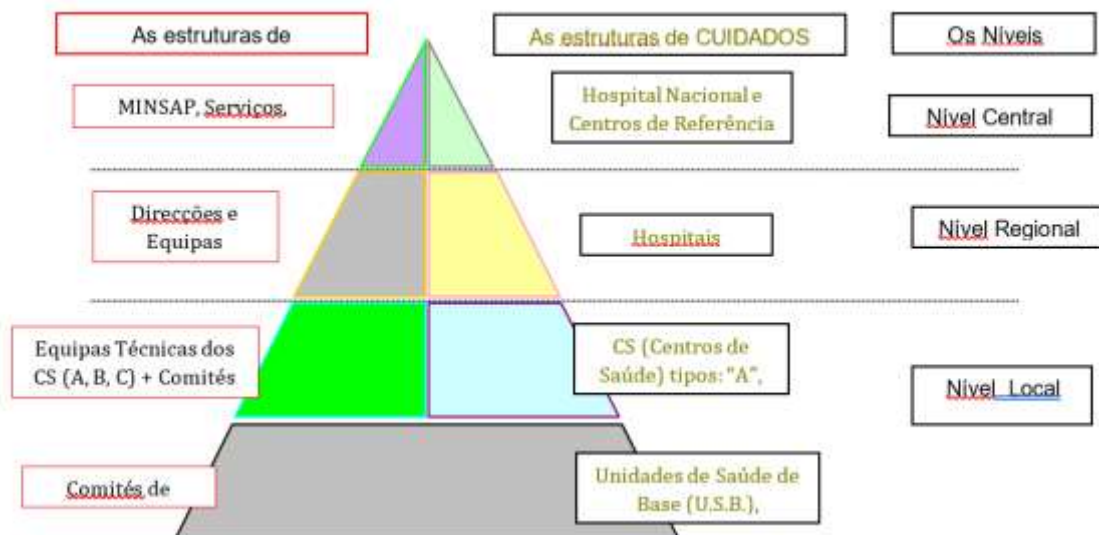 As estruturas de
As estruturas de CUIDADOS
Os Níveis
MINSAP, Serviços,
Hospital Nacional e
Centros de Referência
Nível Central
Direcções e
Equipas
Hospitais
Nível Regional
Equipas Técnicas dos
CS (A, B, C) + Comités
CS (Centros de
Saúde) tipos: "A",
Nível Local
Comités de
Unidades de Saúde de
Base (U.S.B.),